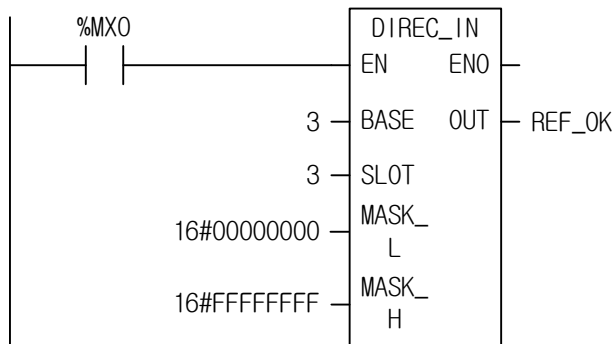 %MX0
DIREC_IN
EN ENO
3 BASE OUT REF_OK
3 SLOT
16#00000000 MASK_
L
16#FFFFFFFF MASK_
H